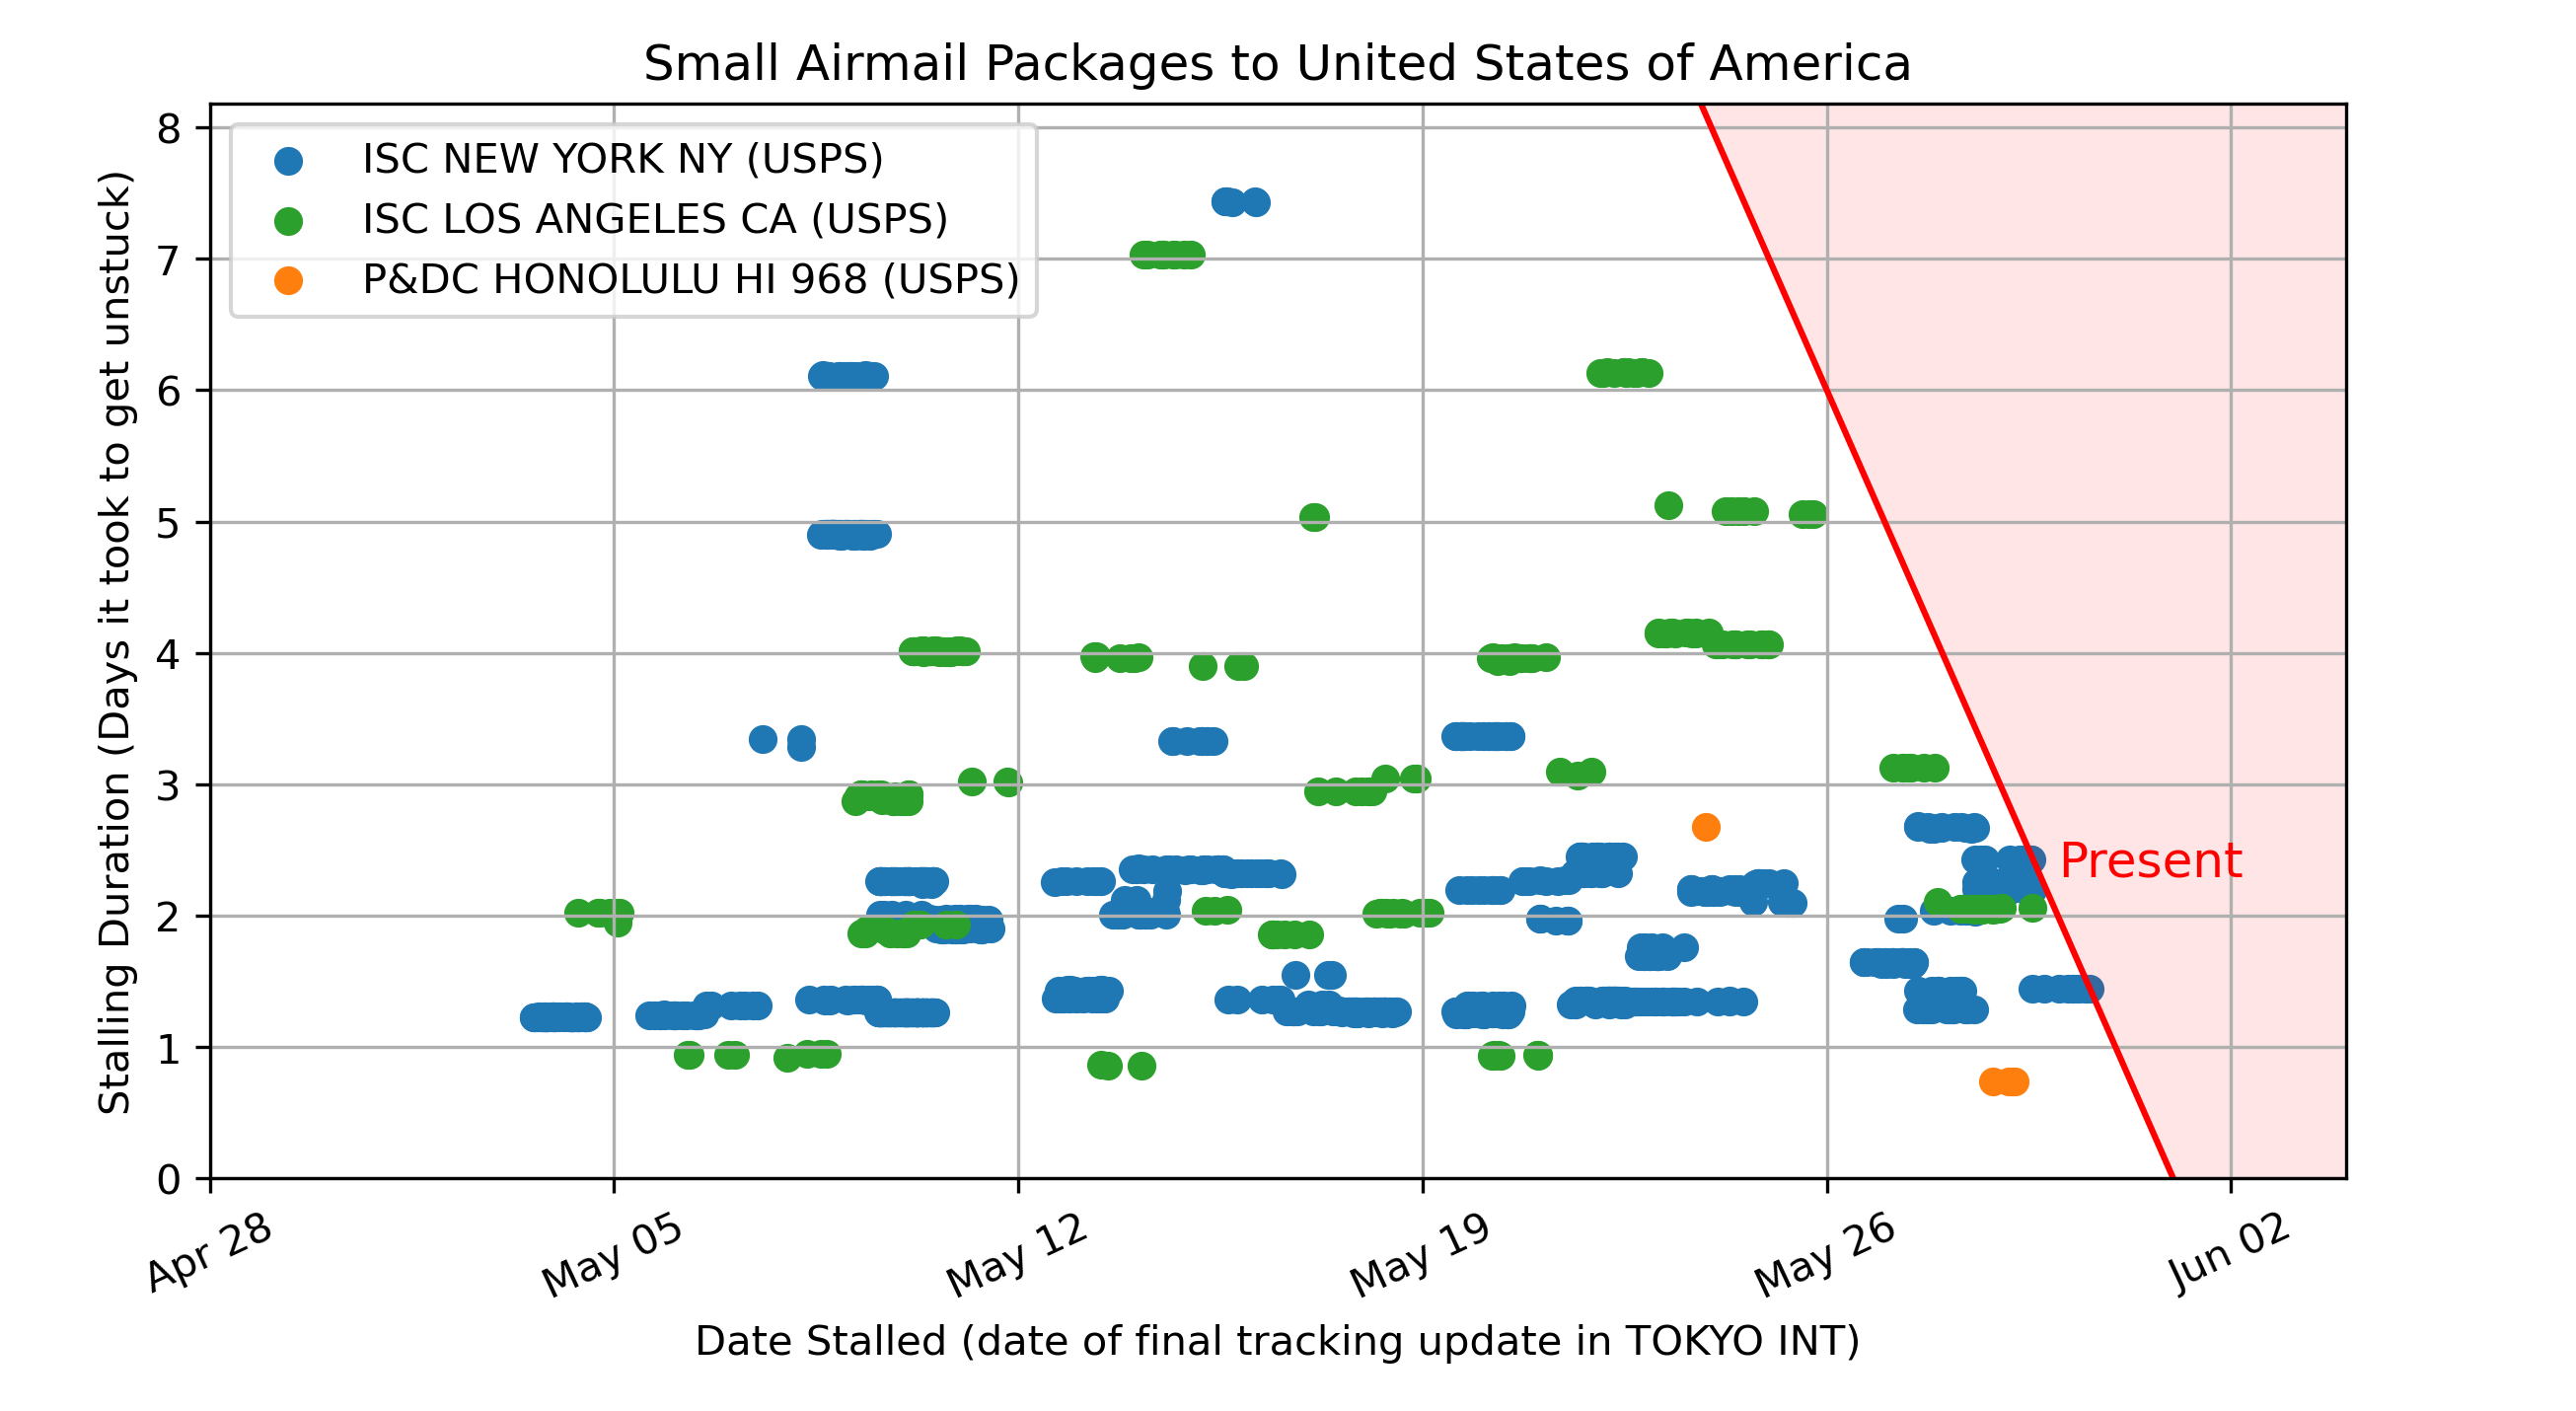 Small Airmail Packages to United States of America
8
7
6
5
4
3
2
1
0
Stalling Duration (Days it took to get unstuck)
ISC NEW YORK NY (USPS)
ISC LOS ANGELES CA (USPS)
P&DC HONOLULU HI 968 (USPS)
Present
Apr 28
May 05
May 12
May 19
May 26
Jun 02
Date Stalled (date of final tracking update in TOKYO INT)